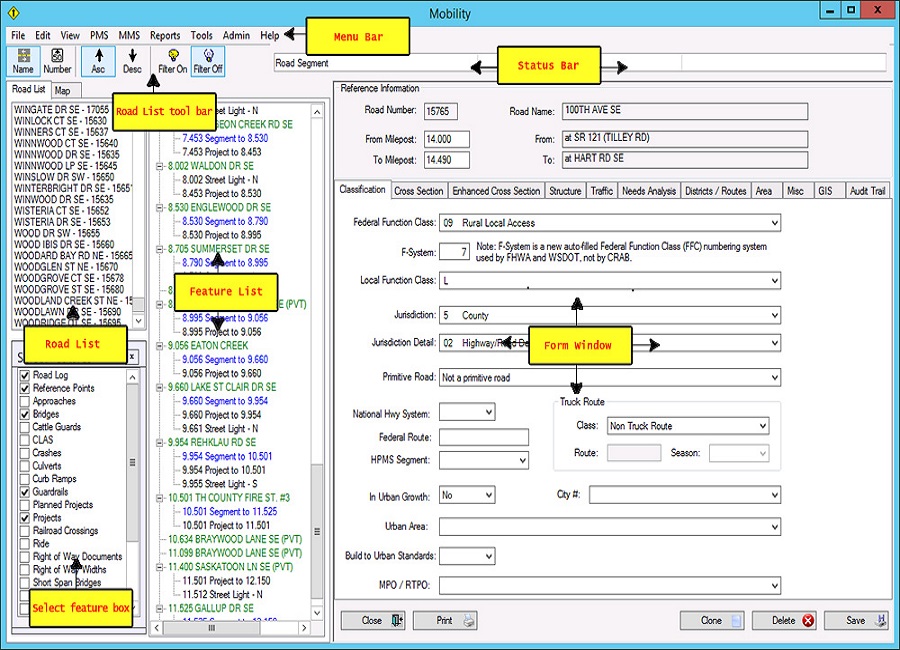 Mobility
File Edit View PMS MMS Reports Tools Admin Help
Menu Bar
Name Number Asc Desc Filter On Filter Off
Road Segment
Status Bar
Road List Map
Road List tool bar
WINGATE DR SE - 17055
WINLOCK CT SE - 15630
WINNERS CT SE - 15637
WINNWOOD CT SE - 15640
WINNWOOD DR SE - 15635
WINNWOOD LP SE - 15645
WINSLOW DR SW - 15650
WINTERBRIGHT DR SE - 1565
WINWOOD DR SE - 15635
WISTERIA CT SE - 15652
WISTERIA DR SE - 15653
WOOD DR SW - 15655
WOOD IBIS DR SE - 15660
WOODARD BAY RD NE - 15665
WOODGLEN ST NE - 15670
WOODGROVE CT SE - 15678
WOODGROVE ST SE - 15680
WOODLAND CREEK ST NE - 15
WOODLAWN SE - 15690
WOODRIDGE CT SE - 15695
Road List
S x
Road Log
Reference Points
Approaches
Bridges
Cattle Guards
CLAS
Crashes
Culverts
Curb Ramps
Guardrails
Planned Projects
Projects
Railroad Crossings
Ride
Right of Way Documents
Right of Way Widths
Short Span Bridges
Select feature box
eet Light - N
EON CREEK RD SE
7.453 Segment to 8.530
7.453 Project to 8.453
8.002 WALDON DR SE
8.002 Street Light - N
8.453 Project to 8.530
8.530 ENGLEWOOD DR SE
8.530 Segment to 8.790
8.530 Project to 8.995
8.705 SUMMERSET DR SE
8.790 Segment to 8.995
Feature List
8. E (PVT)
8.995 Segment to 9.056
8.995 Project to 9.056
9.056 EATON CREEK
9.056 Segment to 9.660
9.056 Project to 9.660
9.660 LAKE ST CLAIR DR SE
9.660 Segment to 9.954
9.660 Project to 9.954
9.661 Street Light - N
9.954 REHKLAU RD SE
9.954 Segment to 10.501
9.954 Project to 10.501
9.955 Street Light - S
10.501 TH COUNTY FIRE ST. #3
10.501 Segment to 11.525
10.501 Project to 11.501
10.634 BRAYWOOD LANE SE (PVT)
11.099 BRAYWOOD LANE SE (PVT)
11.400 SASKATOON LN SE (PVT)
11.501 Project to 12.150
11.512 Street Light - N
11.525 GALLUP DR SE
Reference Information
Road Number: 15765 Road Name: 100TH AVE SE
From Milepost: 14.000 From: at SR 121 (TILLEY RD)
To Milepost: 14.490 To: at HART RD SE
Classification Cross Section Enhanced Cross Section Structure Traffic Needs Analysis Districts / Routes Area Misc GIS Audit Trail
Federal Function Class: 09 Rural Local Access
F-System: 7 Note: F-System is a new auto-filled Federal Function Class (FFC) numbering system
used by FHWA and WSDOT, not by CRAB.
Local Function Class: L
Jurisdiction: 5 County
Jurisdiction Detail: 02 Highway/Road De
Form Window
Primitive Road: Not a primitive road
National Hwy System:
Federal Route:
HPMS Segment:
Truck Route
Class: Non Truck Route
Route: Season:
In Urban Growth: No City #:
Urban Area:
Build to Urban Standards:
MPO / RTPO:
Close Print Clone Delete Save